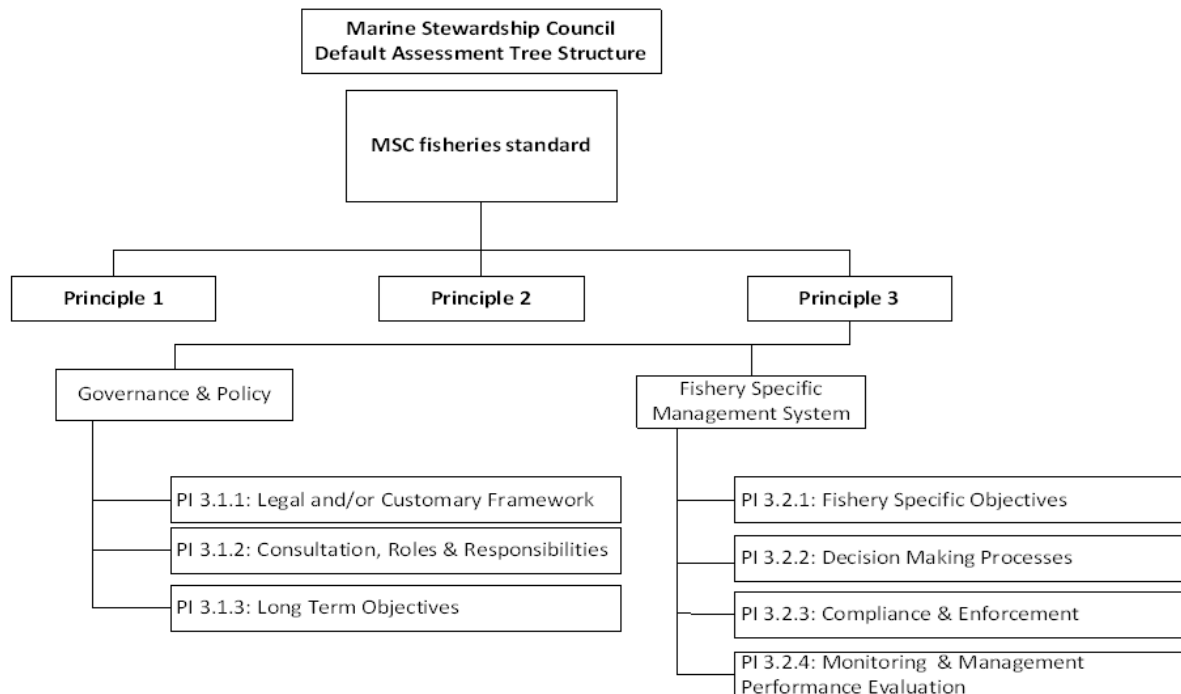 Marine Stewardship Council
Default Assessment Tree Structure
MSC fisheries standard
Principle 1
Principle 2
Principle 3
Governance & Policy
Fishery Specific
Management System
PI 3.1.1: Legal and/or Customary Framework
PI 3.1.2: Consultation, Roles & Responsibilities
PI 3.1.3: Long Term Objectives
PI 3.2.1: Fishery Specific Objectives
PI 3.2.2: Decision Making Processes
PI 3.2.3: Compliance & Enforcement
PI 3.2.4: Monitoring & Management
Performance Evaluation